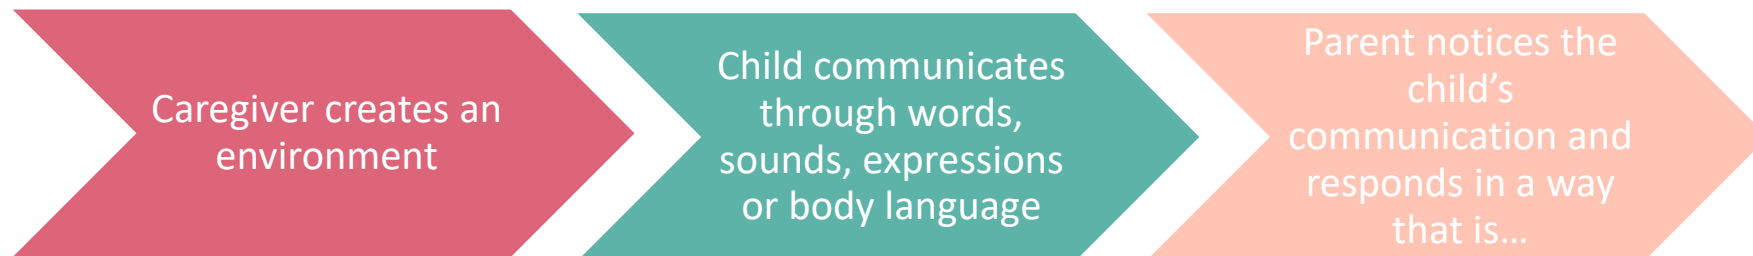 Caregiver creates an
environment
Child communicates
through words,
sounds, expressions
or body language
Parent notices the
child’s
communication and
responds in a way
that is…